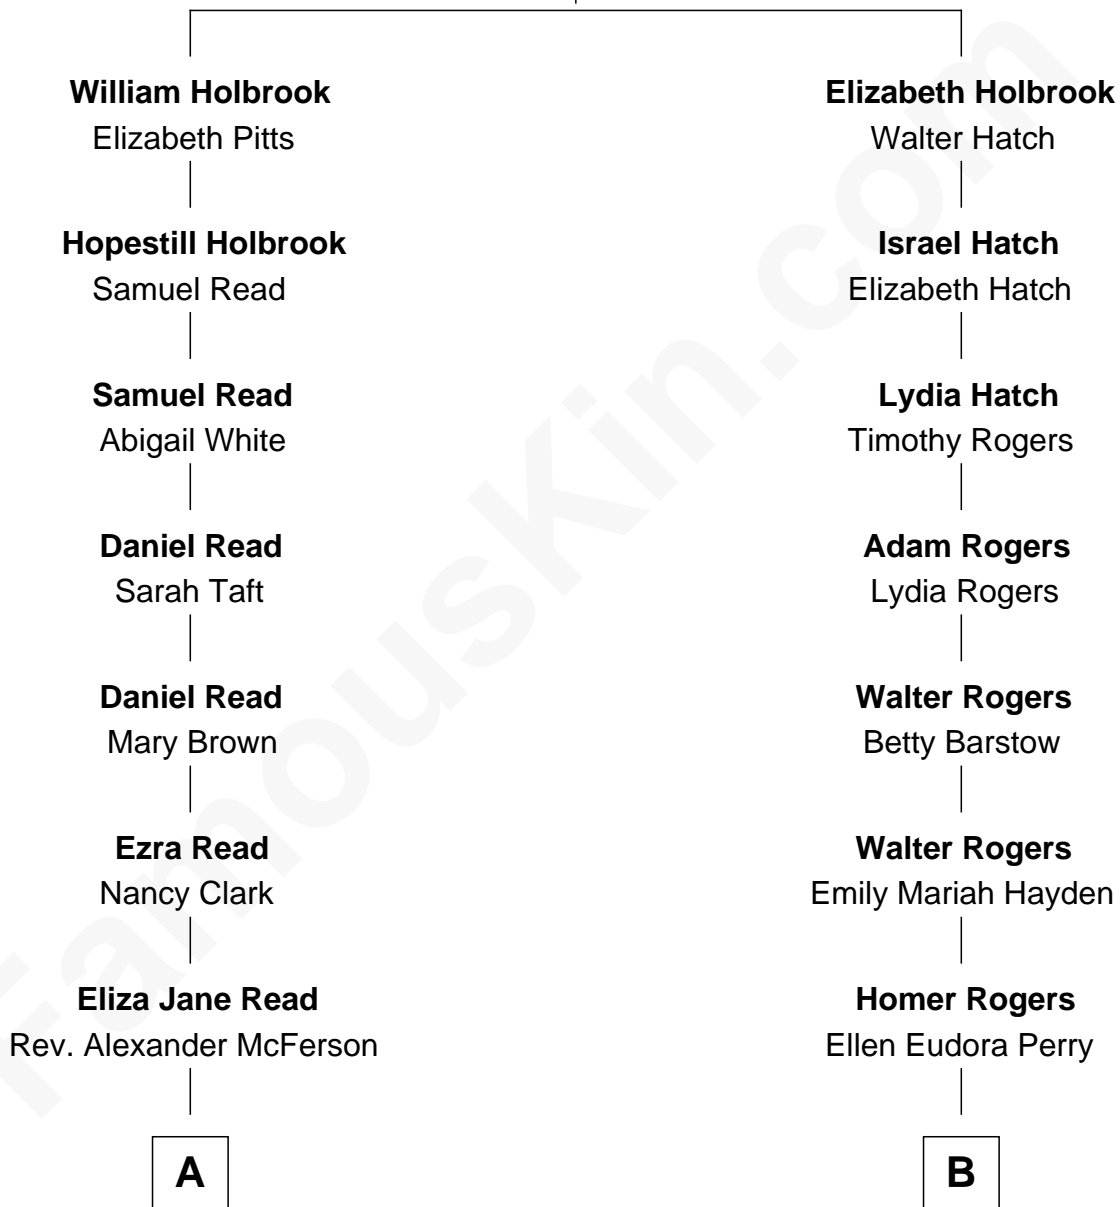 William Holbrook
Elizabeth Pitts
Hopestill Holbrook
Samuel Read
Samuel Read
Abigail White
Daniel Read
Sarah Taft
Daniel Read
Mary Brown
Ezra Read
Nancy Clark
Eliza Jane Read
Rev. Alexander McFerson
A
Elizabeth Holbrook
Walter Hatch
Israel Hatch
Elizabeth Hatch
Lydia Hatch
Timothy Rogers
Adam Rogers
Lydia Rogers
Walter Rogers
Betty Barstow
Walter Rogers
Emily Mariah Hayden
Homer Rogers
Ellen Eudora Perry
B
FamousKin.com